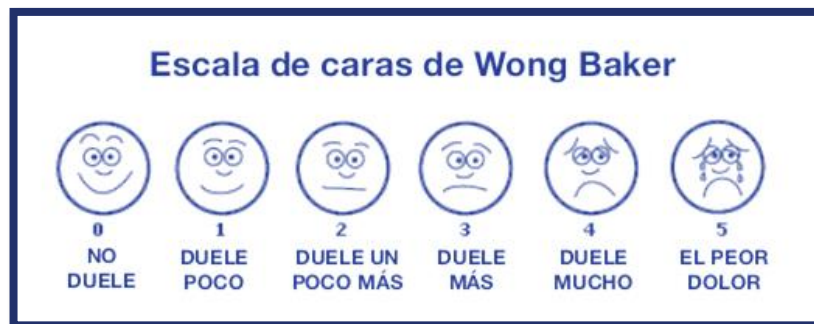 Escala de caras de Wong Baker
0
1
2
3
4
5
NO
DUELE
DUELE
POCO
DUELE UN
POCO MÁS
DUELE
MÁS
DUELE
MUCHO
EL PEOR
DOLOR